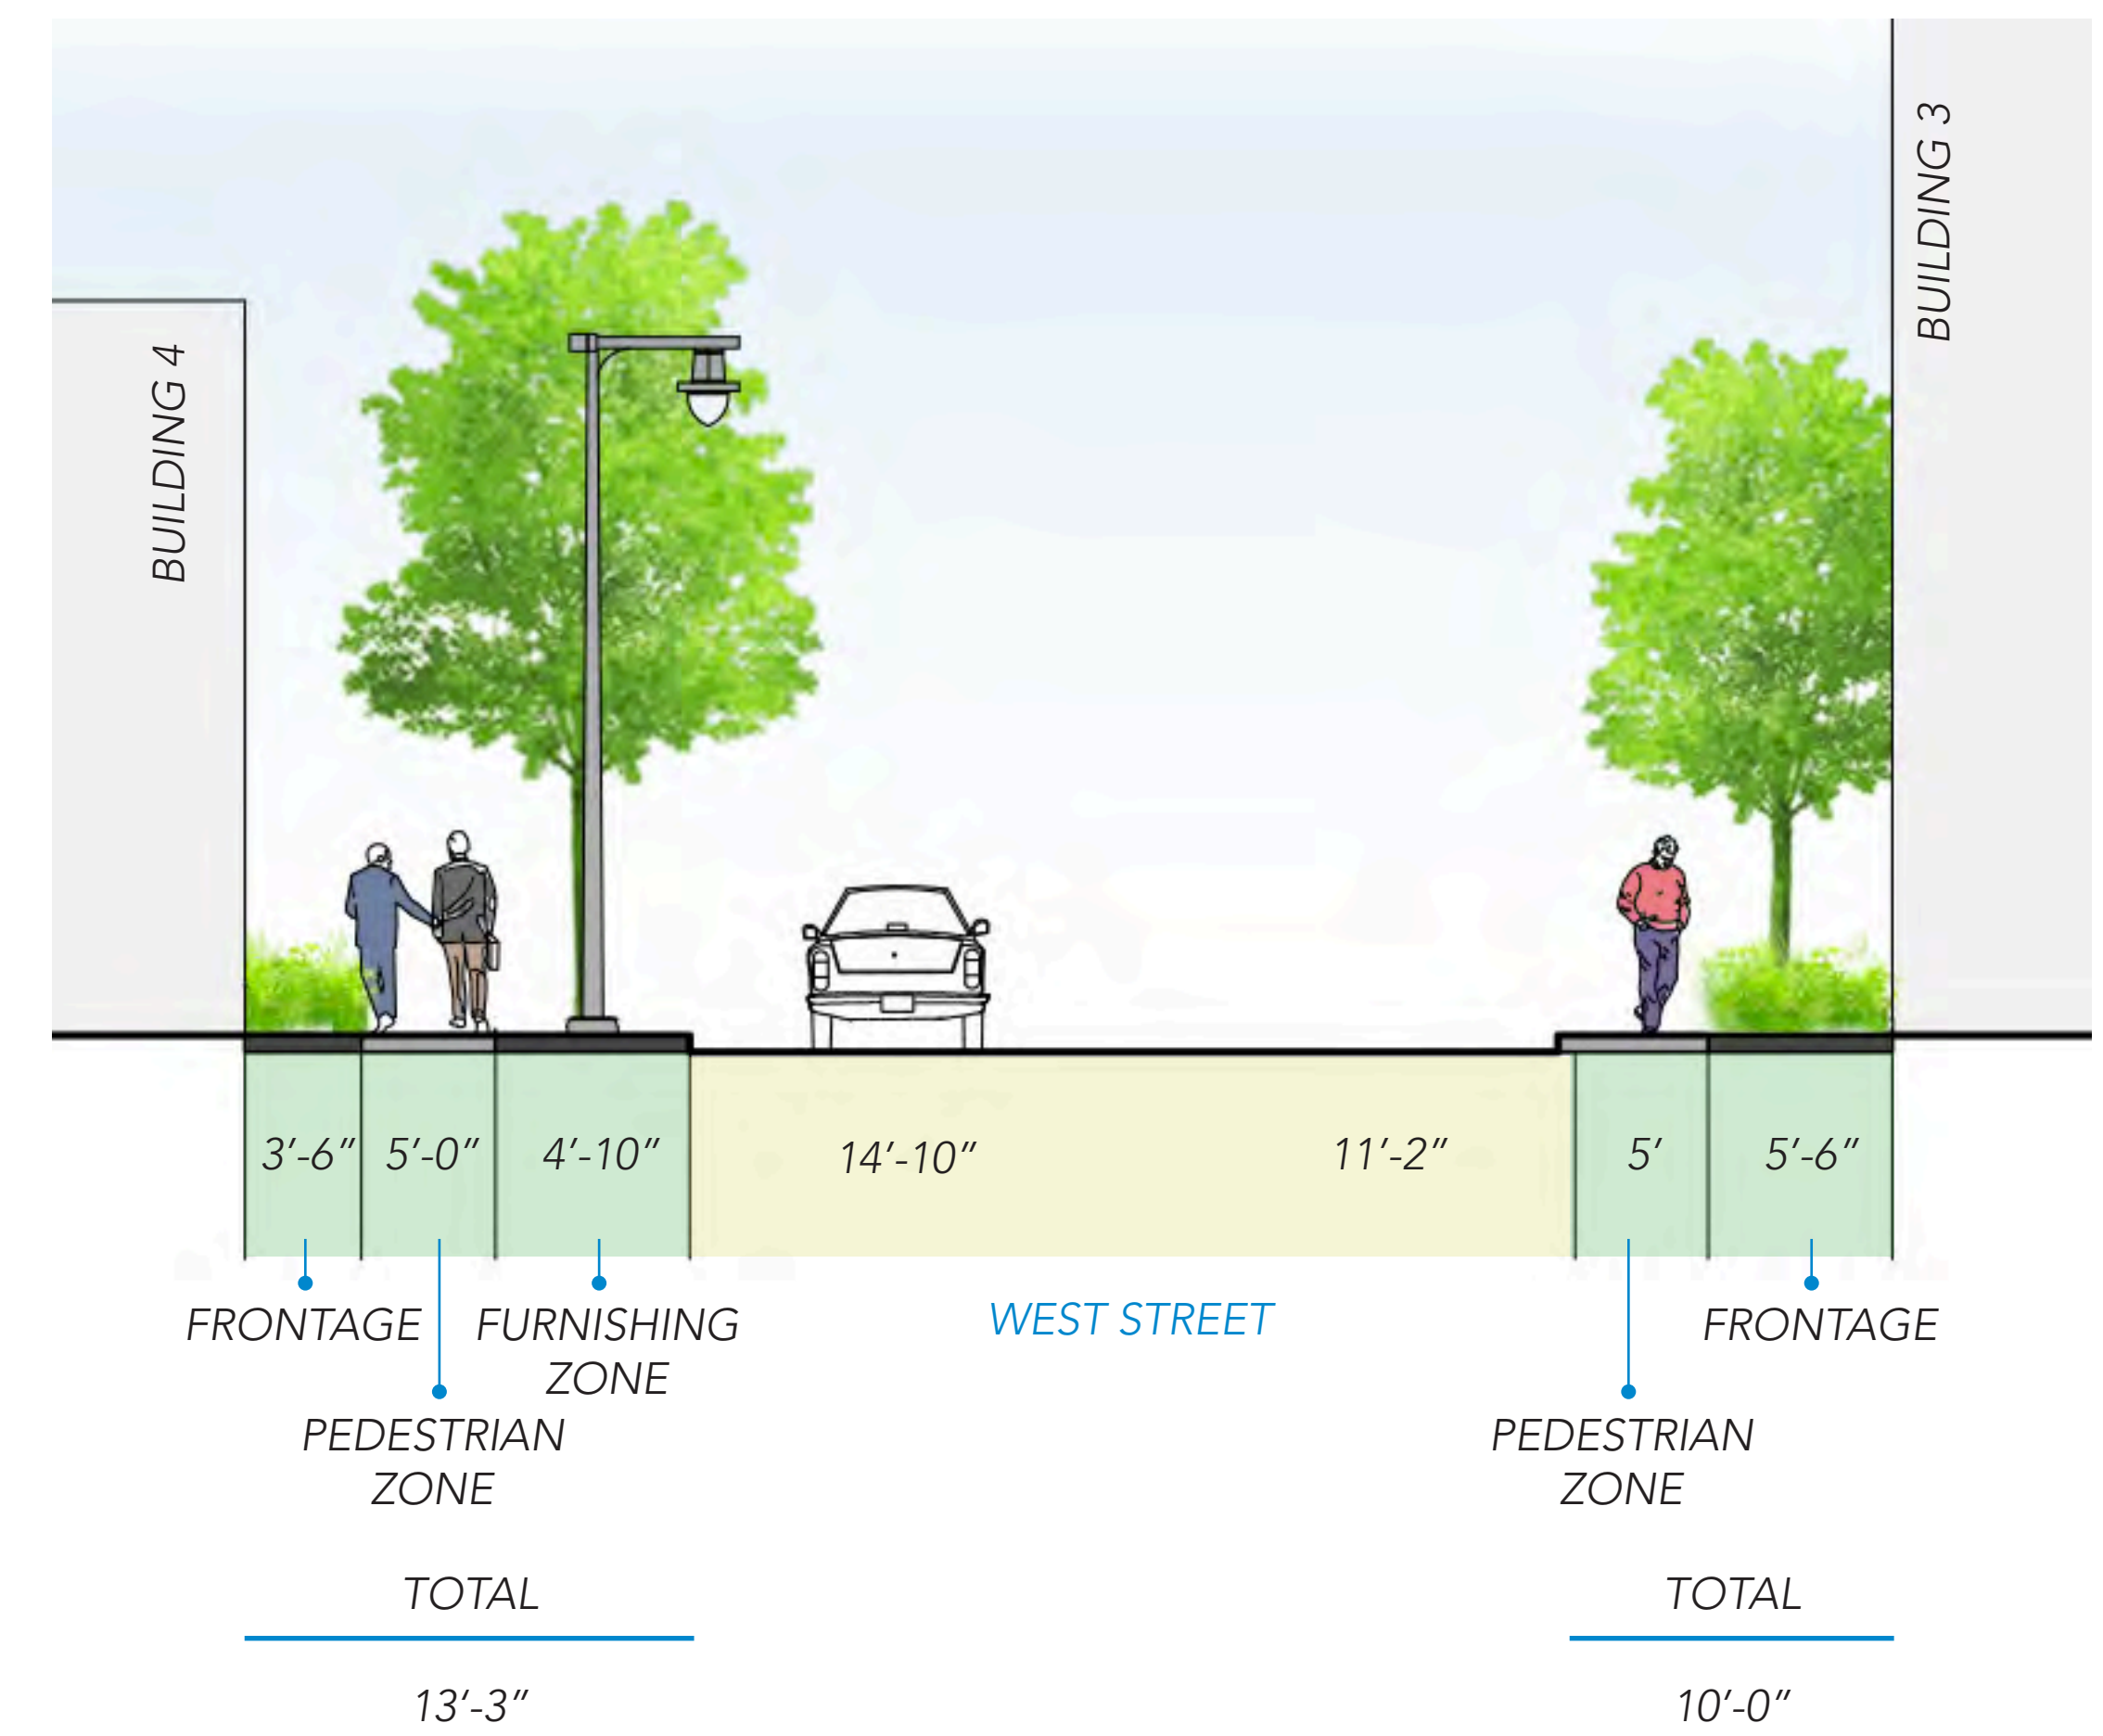 BUILDING 3
BUILDING 4
3’-6” 5’-0” 4’-10” 14’-10” 11’-2” 5’ 5’-6”
FRONTAGE FURNISHING ZONE WEST STREET FRONTAGE
PEDESTRIAN ZONE PEDESTRIAN ZONE
TOTAL TOTAL
13’-3” 10’-0”